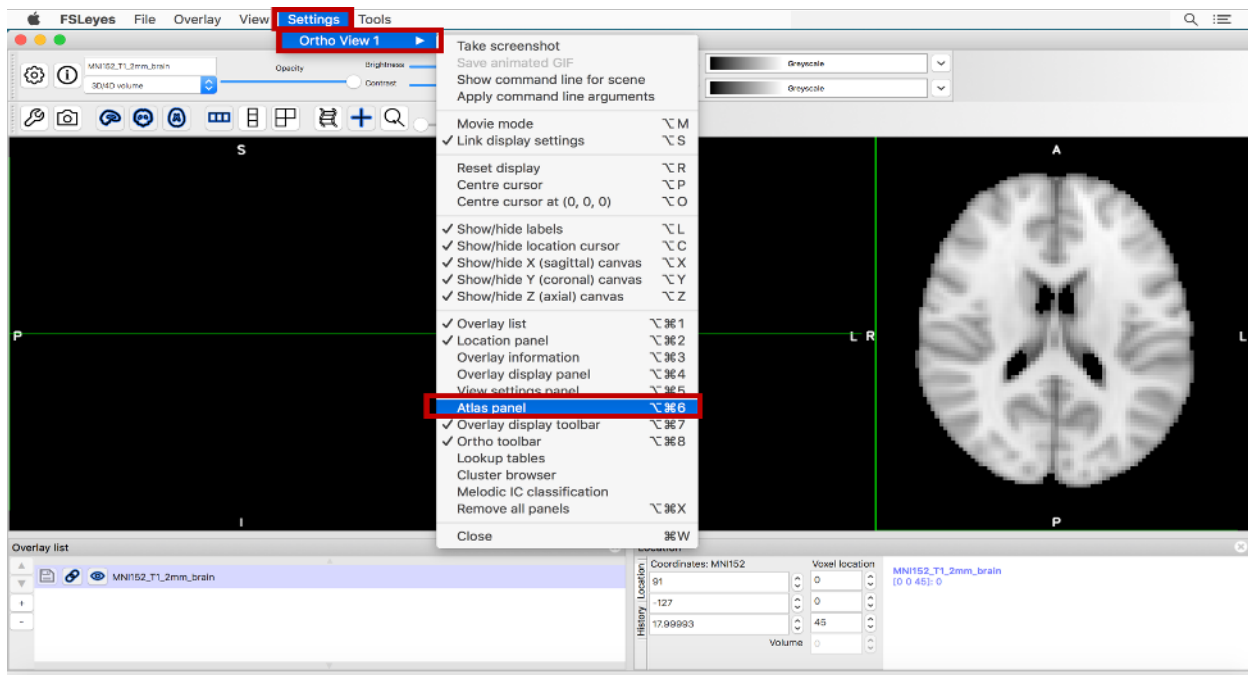 FSLeyes File Overlay View Settings Tools
Ortho View 1
MNI152_T1_2mm_brain
3D/4D volume
Opacity
Brightness
Contrast
Greyscale
Greyscale
Take screenshot
Save animated GIF
Show command line for scene
Apply command line arguments
Movie mode ⌥ M
✓ Link display settings ⌥ S
Reset display ⌥ R
Centre cursor ⌥ P
Centre cursor at (0, 0, 0) ⌥ O
✓ Show/hide labels ⌥ L
✓ Show/hide location cursor ⌥ C
✓ Show/hide X (sagittal) canvas ⌥ X
✓ Show/hide Y (coronal) canvas ⌥ Y
✓ Show/hide Z (axial) canvas ⌥ Z
✓ Overlay list ⌥⌘1
✓ Location panel ⌥⌘2
Overlay information ⌥⌘3
Overlay display panel ⌥⌘4
View settings panel ⌥⌘5
Atlas panel ⌥⌘6
✓ Overlay display toolbar ⌥⌘7
✓ Ortho toolbar ⌥⌘8
Lookup tables
Cluster browser
Melodic IC classification
Remove all panels ⌥⌘X
Close ⌘W
S
A
P
L R
L
I
P
Overlay list
MNI152_T1_2mm_brain
Location
Location
History
Coordinates: MNI152 Voxel location
91 0
-127 0
17.99993 45
Volume 0
MNI152_T1_2mm_brain
[0 0 45]: 0